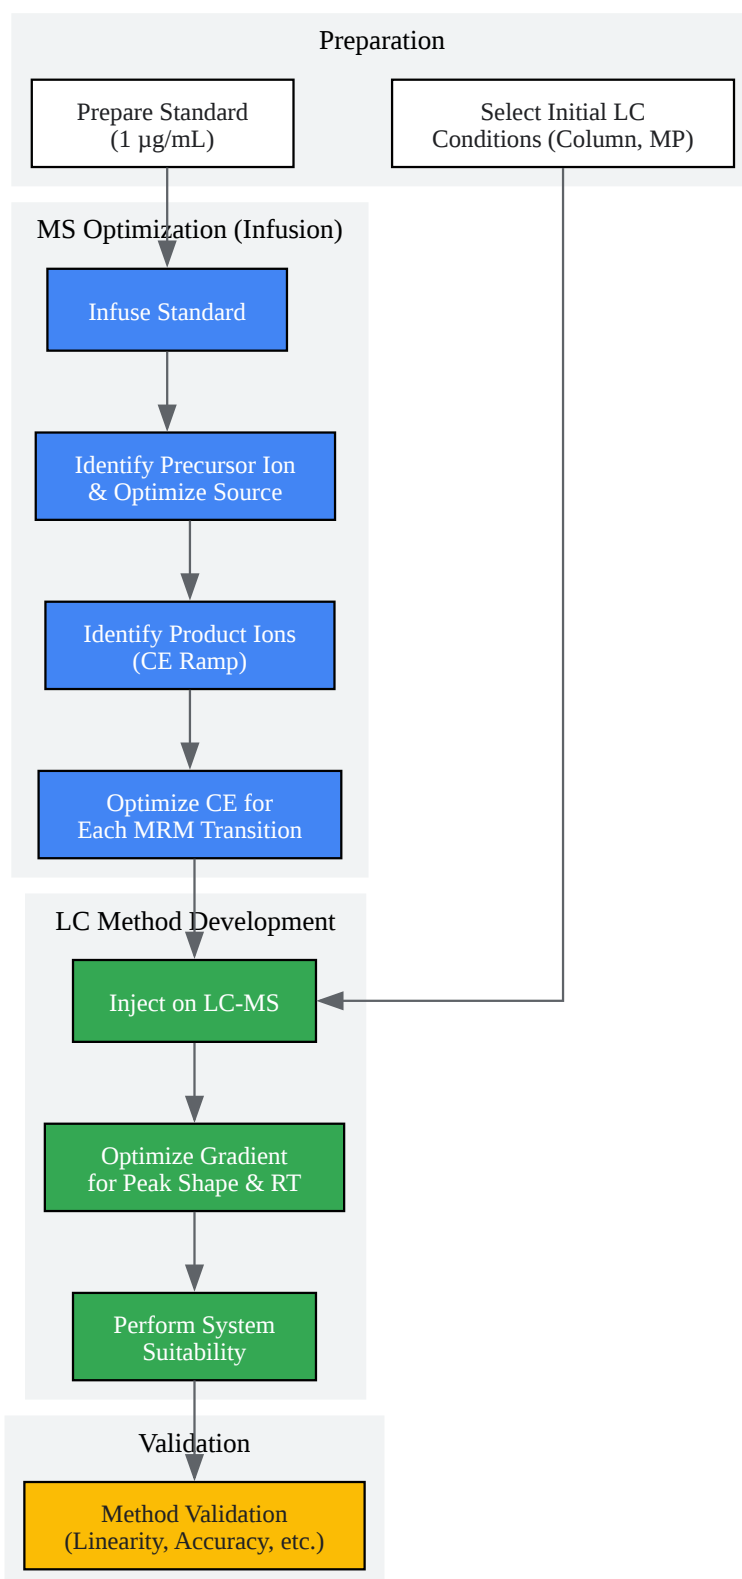 Preparation
Prepare Standard
(1 µg/mL)
Select Initial LC
Conditions (Column, MP)
MS Optimization (Infusion)
Infuse Standard
Identify Precursor Ion
& Optimize Source
Identify Product Ions
(CE Ramp)
Optimize CE for
Each MRM Transition
LC Method Development
Inject on LC-MS
Optimize Gradient
for Peak Shape & RT
Perform System
Suitability
Validation
Method Validation
(Linearity, Accuracy, etc.)